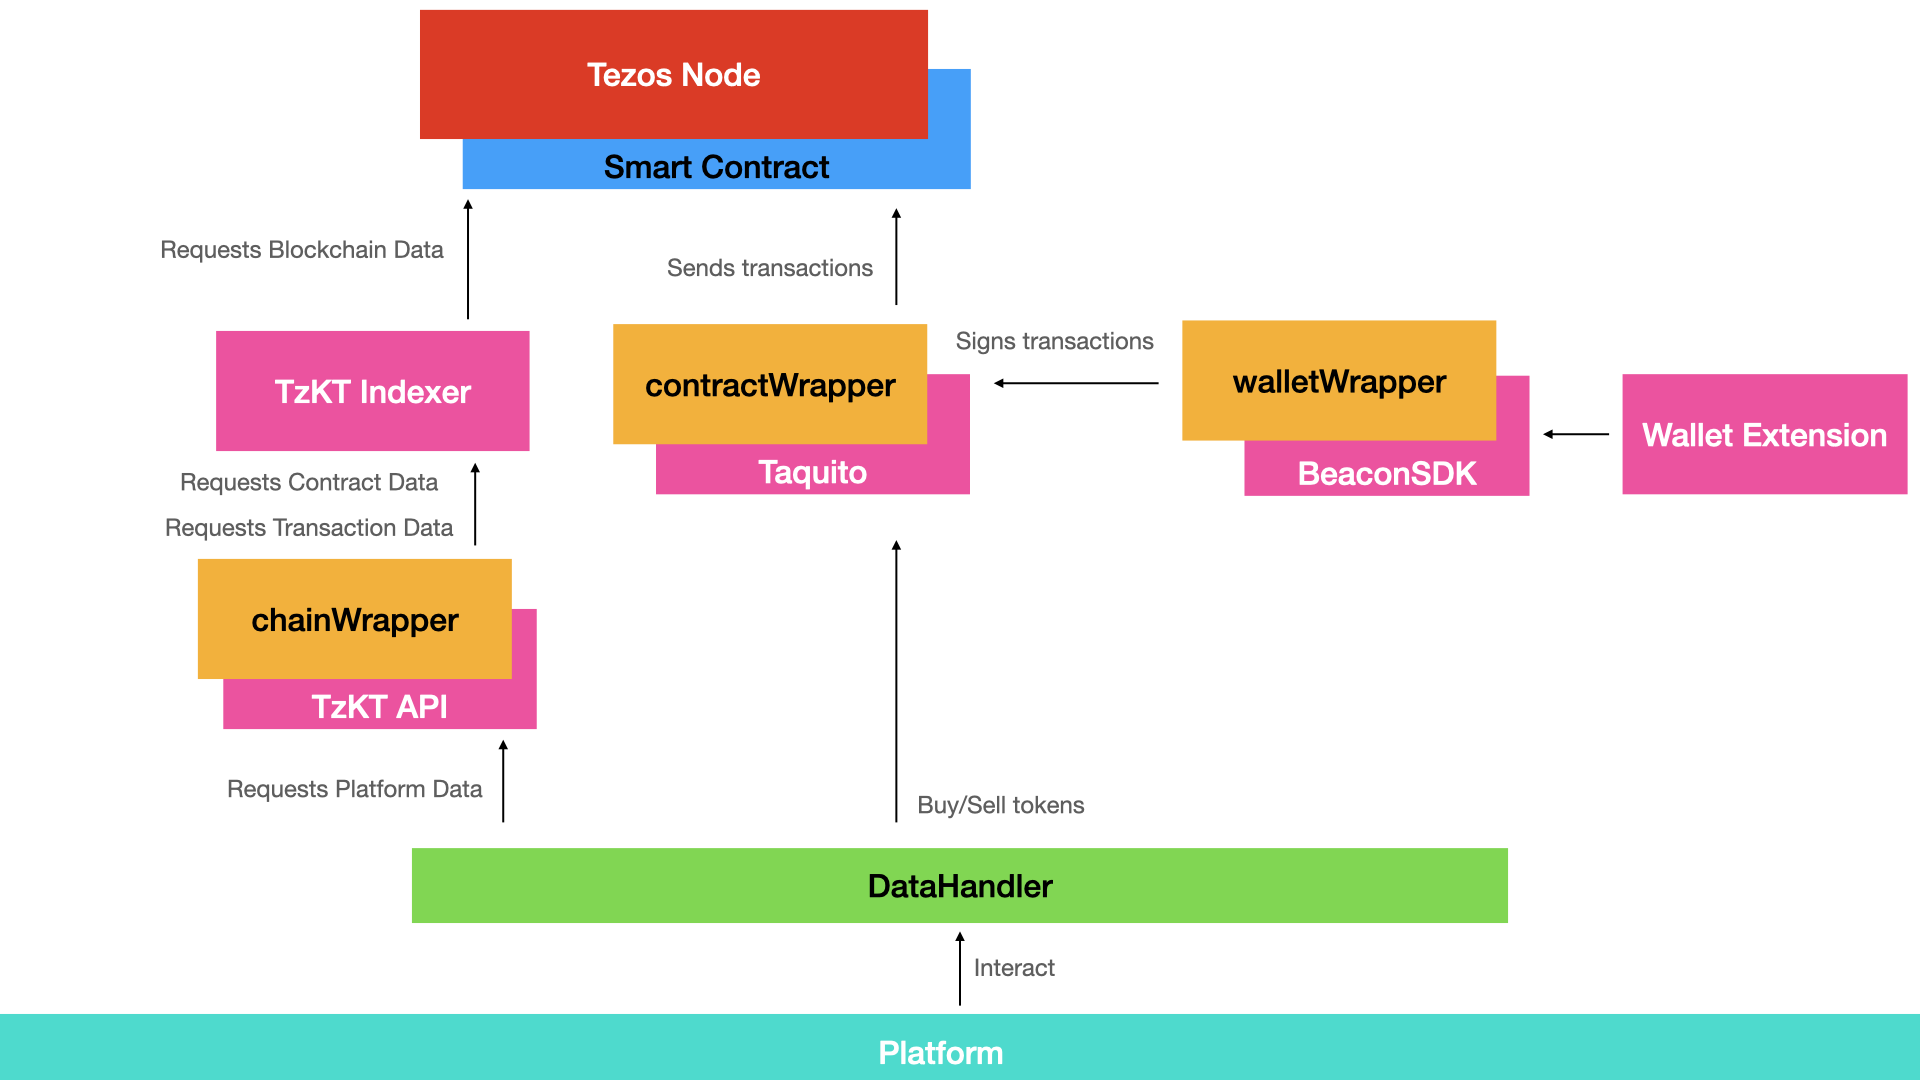 Tezos Node
Smart Contract
Requests Blockchain Data
Sends transactions
Signs transactions
TzKT Indexer
contractWrapper
walletWrapper
Wallet Extension
Taquito
BeaconSDK
Requests Contract Data
Requests Transaction Data
chainWrapper
TzKT API
Requests Platform Data
Buy/Sell tokens
DataHandler
Interact
Platform